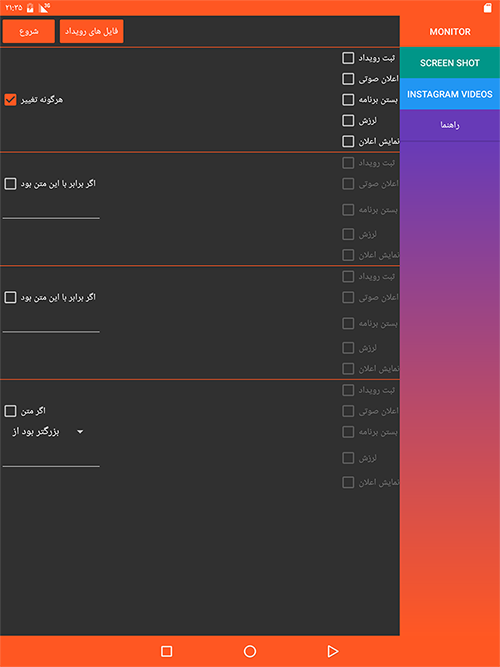 ۲۱:۳۵
شروع
فایل های رویداد
MONITOR
SCREEN SHOT
INSTAGRAM VIDEOS
راهنما
ثبت رویداد
اعلان صوتی
هرگونه تغییر
بستن برنامه
لرزش
نمایش اعلان
ثبت رویداد
اگر برابر با این متن بود
اعلان صوتی
بستن برنامه
لرزش
نمایش اعلان
ثبت رویداد
اگر برابر با این متن بود
اعلان صوتی
بستن برنامه
لرزش
نمایش اعلان
ثبت رویداد
اگر متن
اعلان صوتی
بزرگتر بود از
بستن برنامه
لرزش
نمایش اعلان